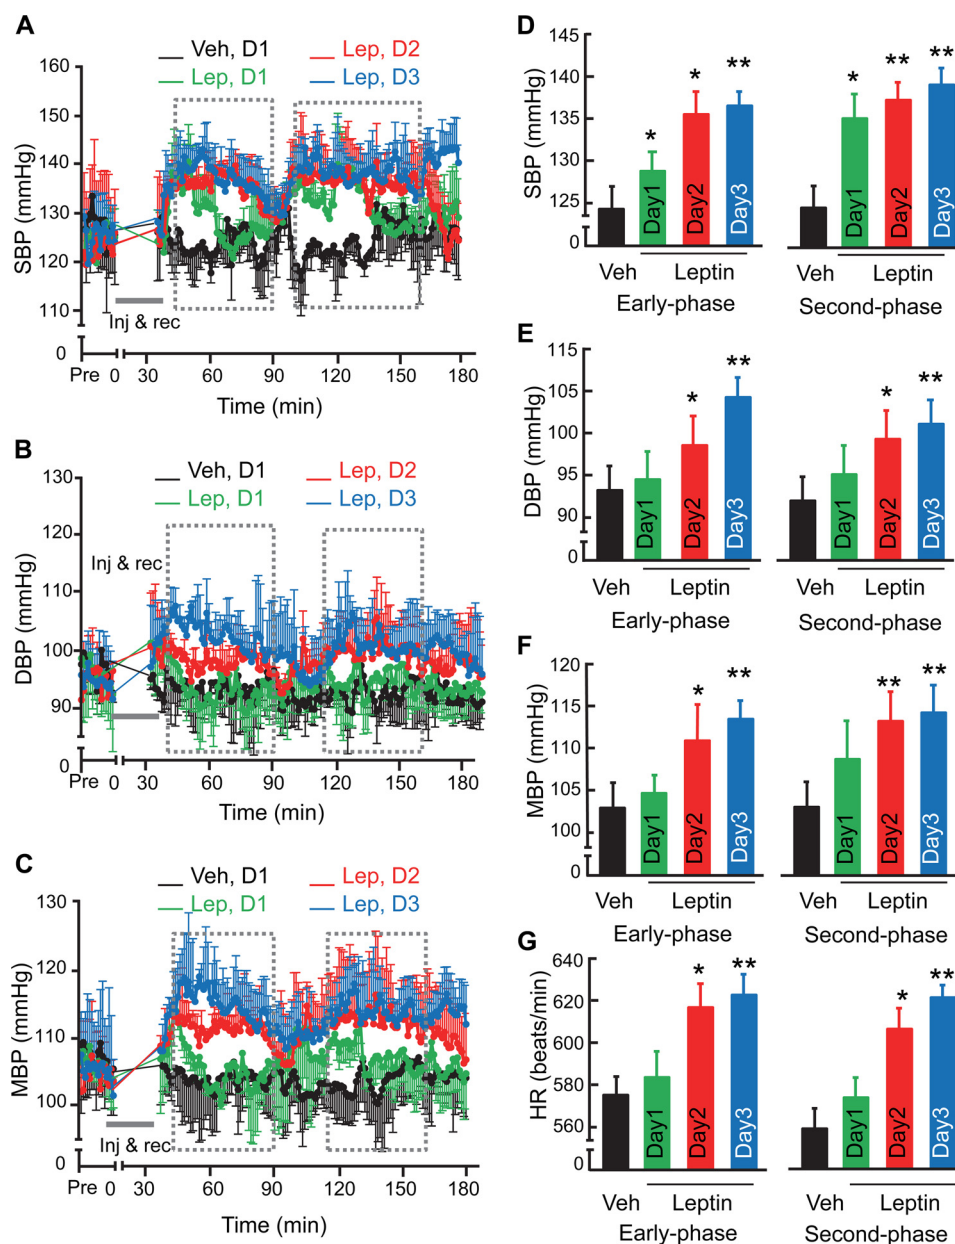 A
Veh, D1
Lep, D2
Lep, D1
Lep, D3
160
150
140
130
120
110
0
SBP (mmHg)
Inj & rec
Pre 0 30 60 90 120 150 180
Time (min)
B
Veh, D1
Lep, D2
Lep, D1
Lep, D3
130
120
110
100
90
0
DBP (mmHg)
Inj & rec
Pre 0 30 60 90 120 150 180
Time (min)
C
Veh, D1
Lep, D2
Lep, D1
Lep, D3
130
120
110
100
0
MBP (mmHg)
Inj & rec
Pre 0 30 60 90 120 150 180
Time (min)
D
145
140
135
130
125
0
SBP (mmHg)
* * **
* ** **
Day1 Day2 Day3
Day1 Day2 Day3
Veh Leptin Veh Leptin
Early-phase Second-phase
E
115
105
95
90
0
DBP (mmHg)
* **
* **
Day1 Day2 Day3
Day1 Day2 Day3
Veh Leptin Veh Leptin
Early-phase Second-phase
F
120
115
110
105
100
0
MBP (mmHg)
* **
** **
Day1 Day2 Day3
Day1 Day2 Day3
Veh Leptin Veh Leptin
Early-phase Second-phase
G
640
620
600
580
560
0
HR (beats/min)
* **
* **
Day1 Day2 Day3
Day1 Day2 Day3
Veh Leptin Veh Leptin
Early-phase Second-phase